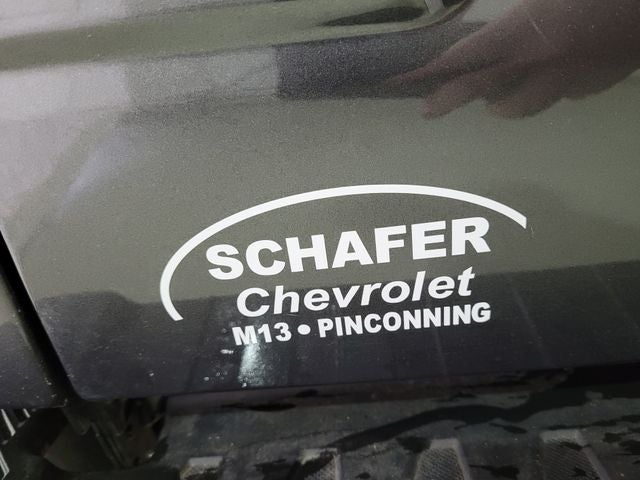 SCHAFER
Chevrolet
M13 • PINCONNING